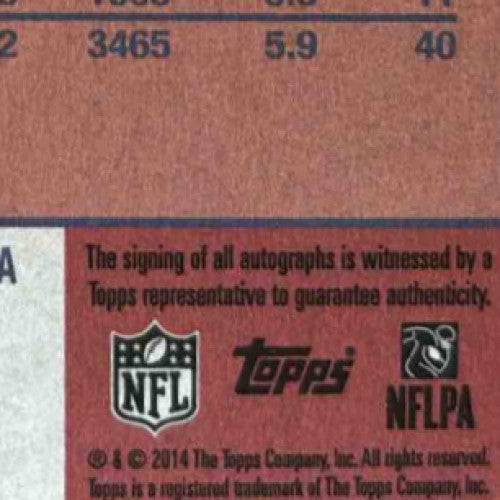 2 3465 5.9 40
A
The signing of all autographs is witnessed by a
Topps representative to guarantee authenticity.
NFL Topps NFLPA
® & © 2014 The Topps Company, Inc. All rights reserved.
Topps is a registered trademark of The Topps Company, Inc.